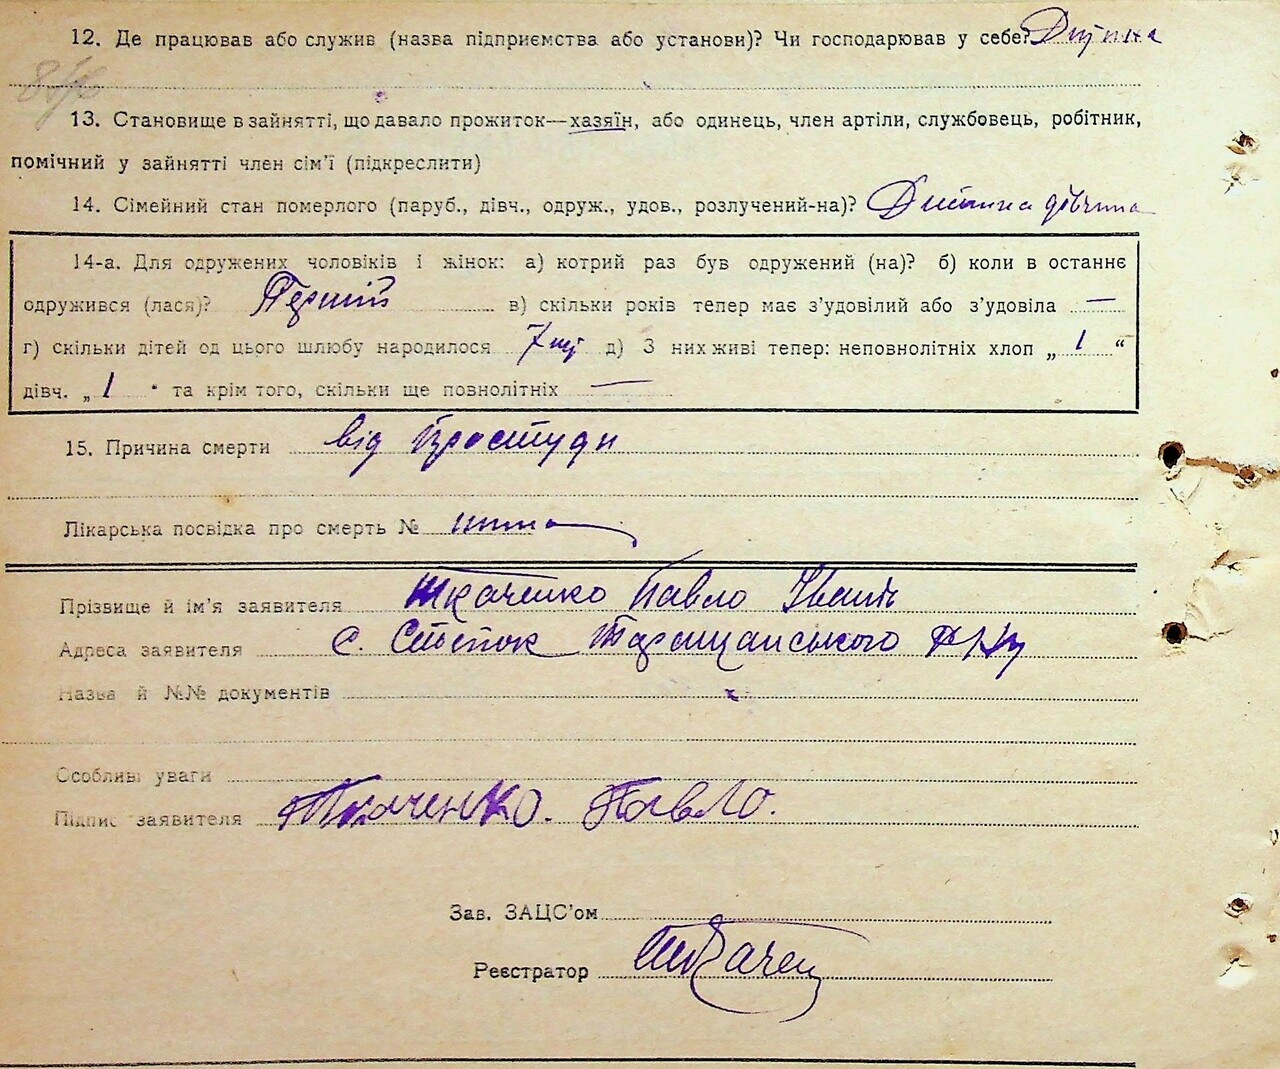 12. Де працював або служив (назва підприємства або установи)? Чи господарював у себе? Дитина
13. Становище в зайнятті, що давало прожиток—хазяїн, або одинець, член артіли, службовець, робітник,
помічний у зайнятті член сім'ї (підкреслити)
14. Сімейний стан померлого (паруб., дівч., одруж., удов., розлучений-на)? Дитина дівчина
14-а. Для одружених чоловіків і жінок: а) котрий раз був одружений (на)? б) коли в останнє
одружився (лася)? Перший в) скільки років тепер має з'удовілий або з'удовіла —
г) скільки дітей од цього шлюбу народилося 7 д) З них живі тепер: неповнолітніх хлоп „ 1 “
дівч. „ 1 “ та крім того, скільки ще повнолітніх —
15. Причина смерти від простуди
Лікарська посвідка про смерть №
Прізвище й ім'я заявителя Ткаченко Павло Іванів
Адреса заявителя с. Степок Таращанського
Назва й №№ документів
Особливі уваги
Підпис заявителя Ткаченко. Павло.
Зав. ЗАЦС'ом
Реєстратор